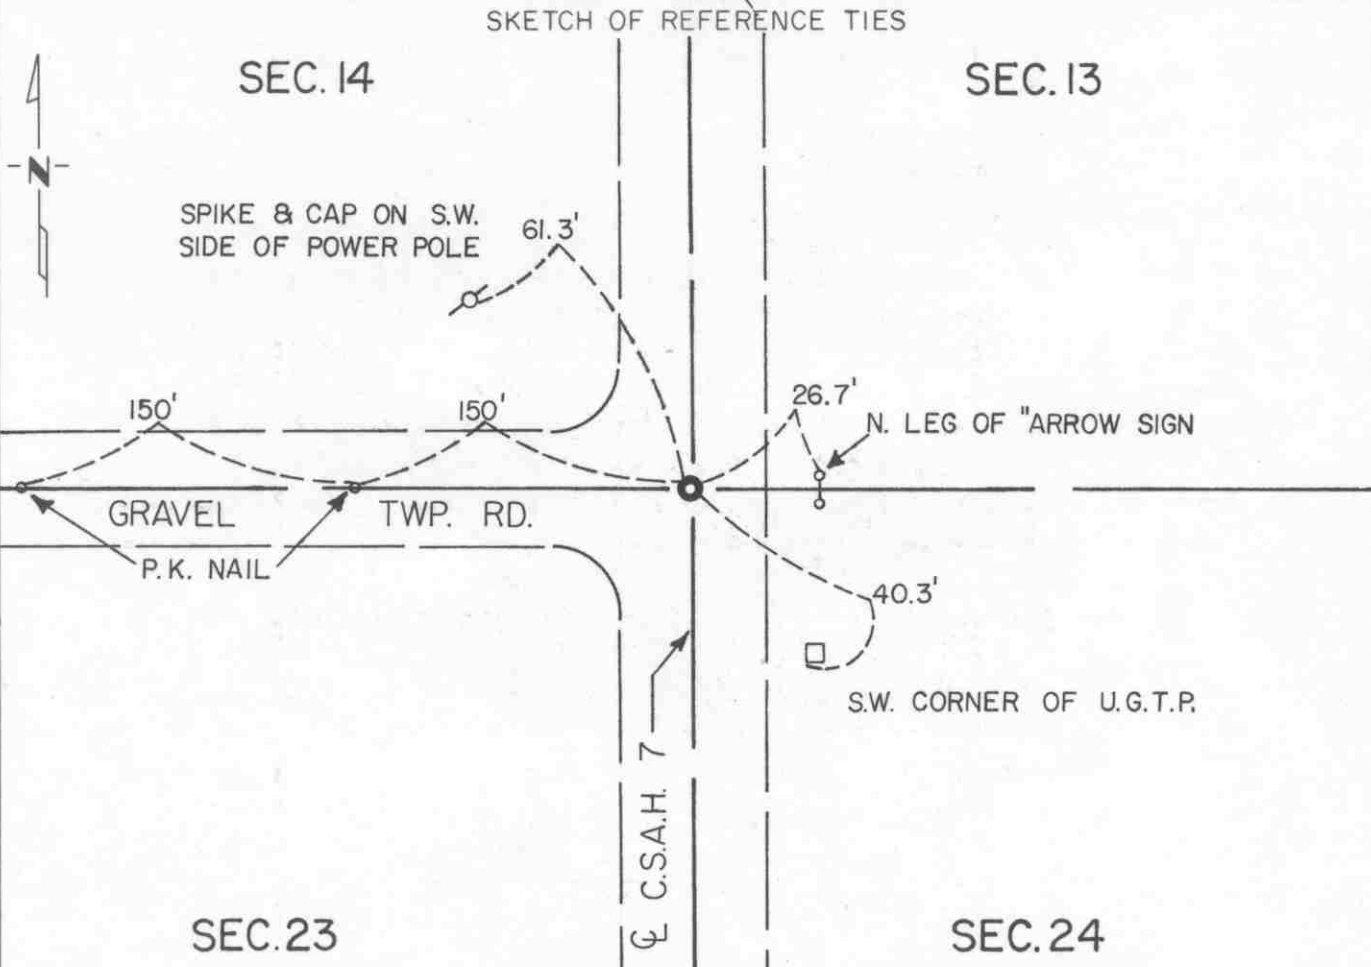 SKETCH OF REFERENCE TIES
SEC. 14
SEC. 13
N
SPIKE & CAP ON S.W.
SIDE OF POWER POLE
61.3'
150'
150'
26.7'
N. LEG OF "ARROW SIGN
GRAVEL TWP. RD.
P.K. NAIL
40.3'
S.W. CORNER OF U.G.T.P.
℄ C.S.A.H. 7
SEC. 23
SEC. 24